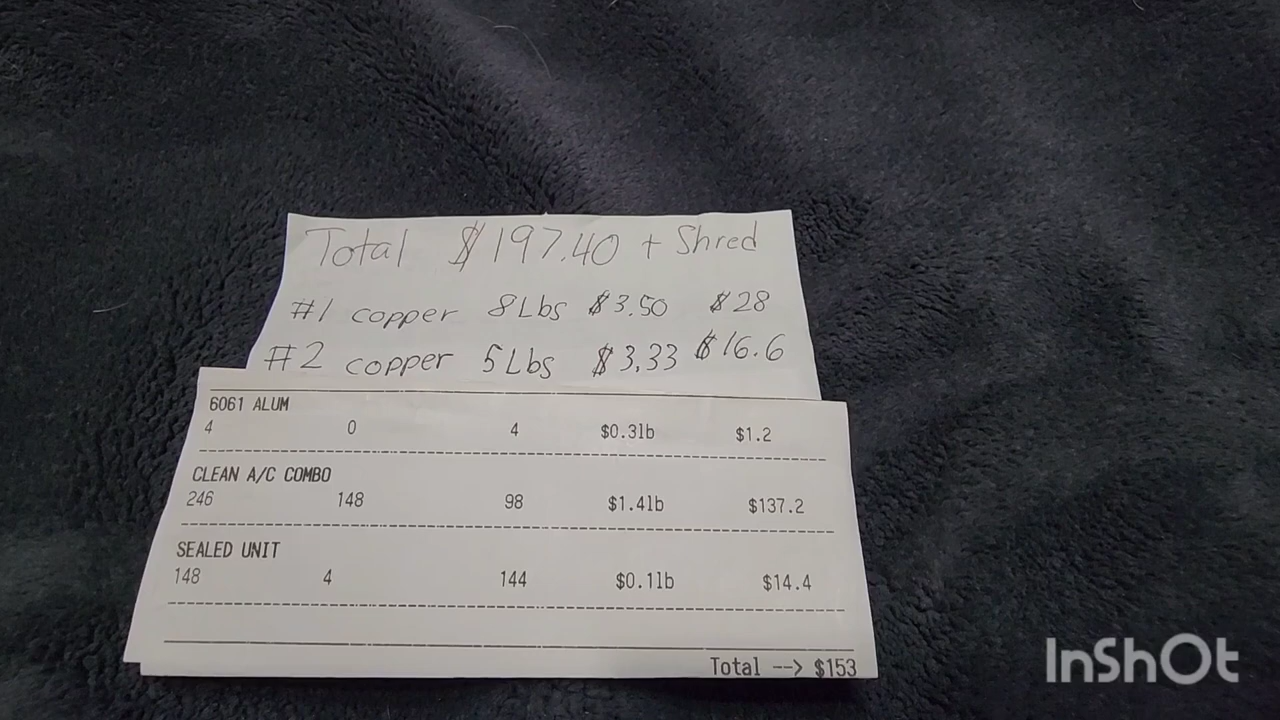 Total $197.40 + Shred
#1 copper 8Lbs $3.50 $28
#2 copper 5Lbs $3.33 $16.6
6061 ALUM
4 0 4 $0.3lb $1.2
CLEAN A/C COMBO
246 148 98 $1.4lb $137.2
SEALED UNIT
148 4 144 $0.1lb $14.4
Total --> $153
InShOt